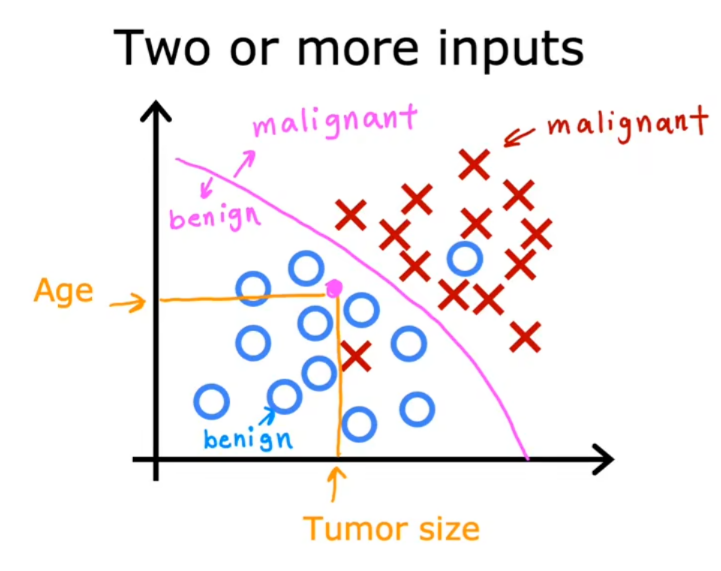 Two or more inputs
malignant
malignant
benign
Age
benign
Tumor size